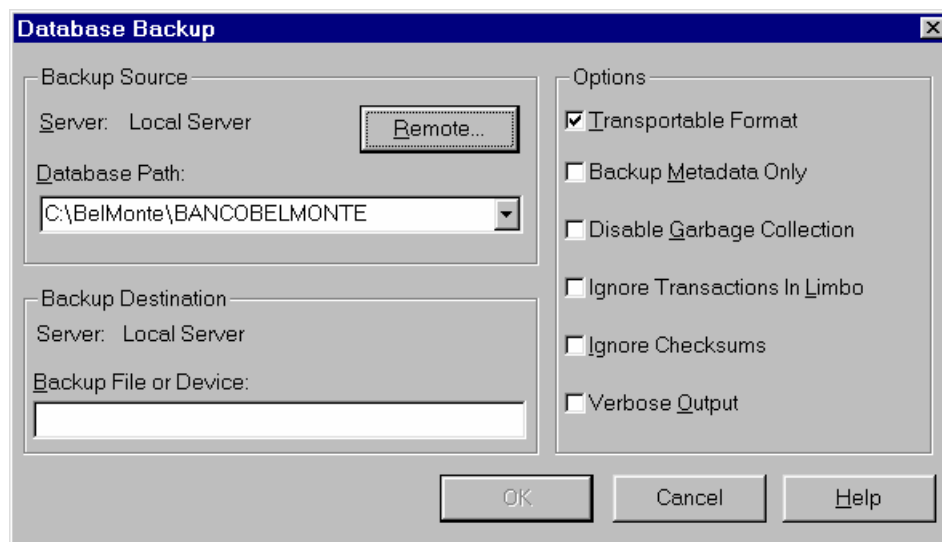 Database Backup
Backup Source
Server: Local Server
Remote...
Database Path:
C:\BelMonte\BANCOBELMONTE
Backup Destination
Server: Local Server
Backup File or Device:
Options
Transportable Format
Backup Metadata Only
Disable Garbage Collection
Ignore Transactions In Limbo
Ignore Checksums
Verbose Output
OK
Cancel
Help